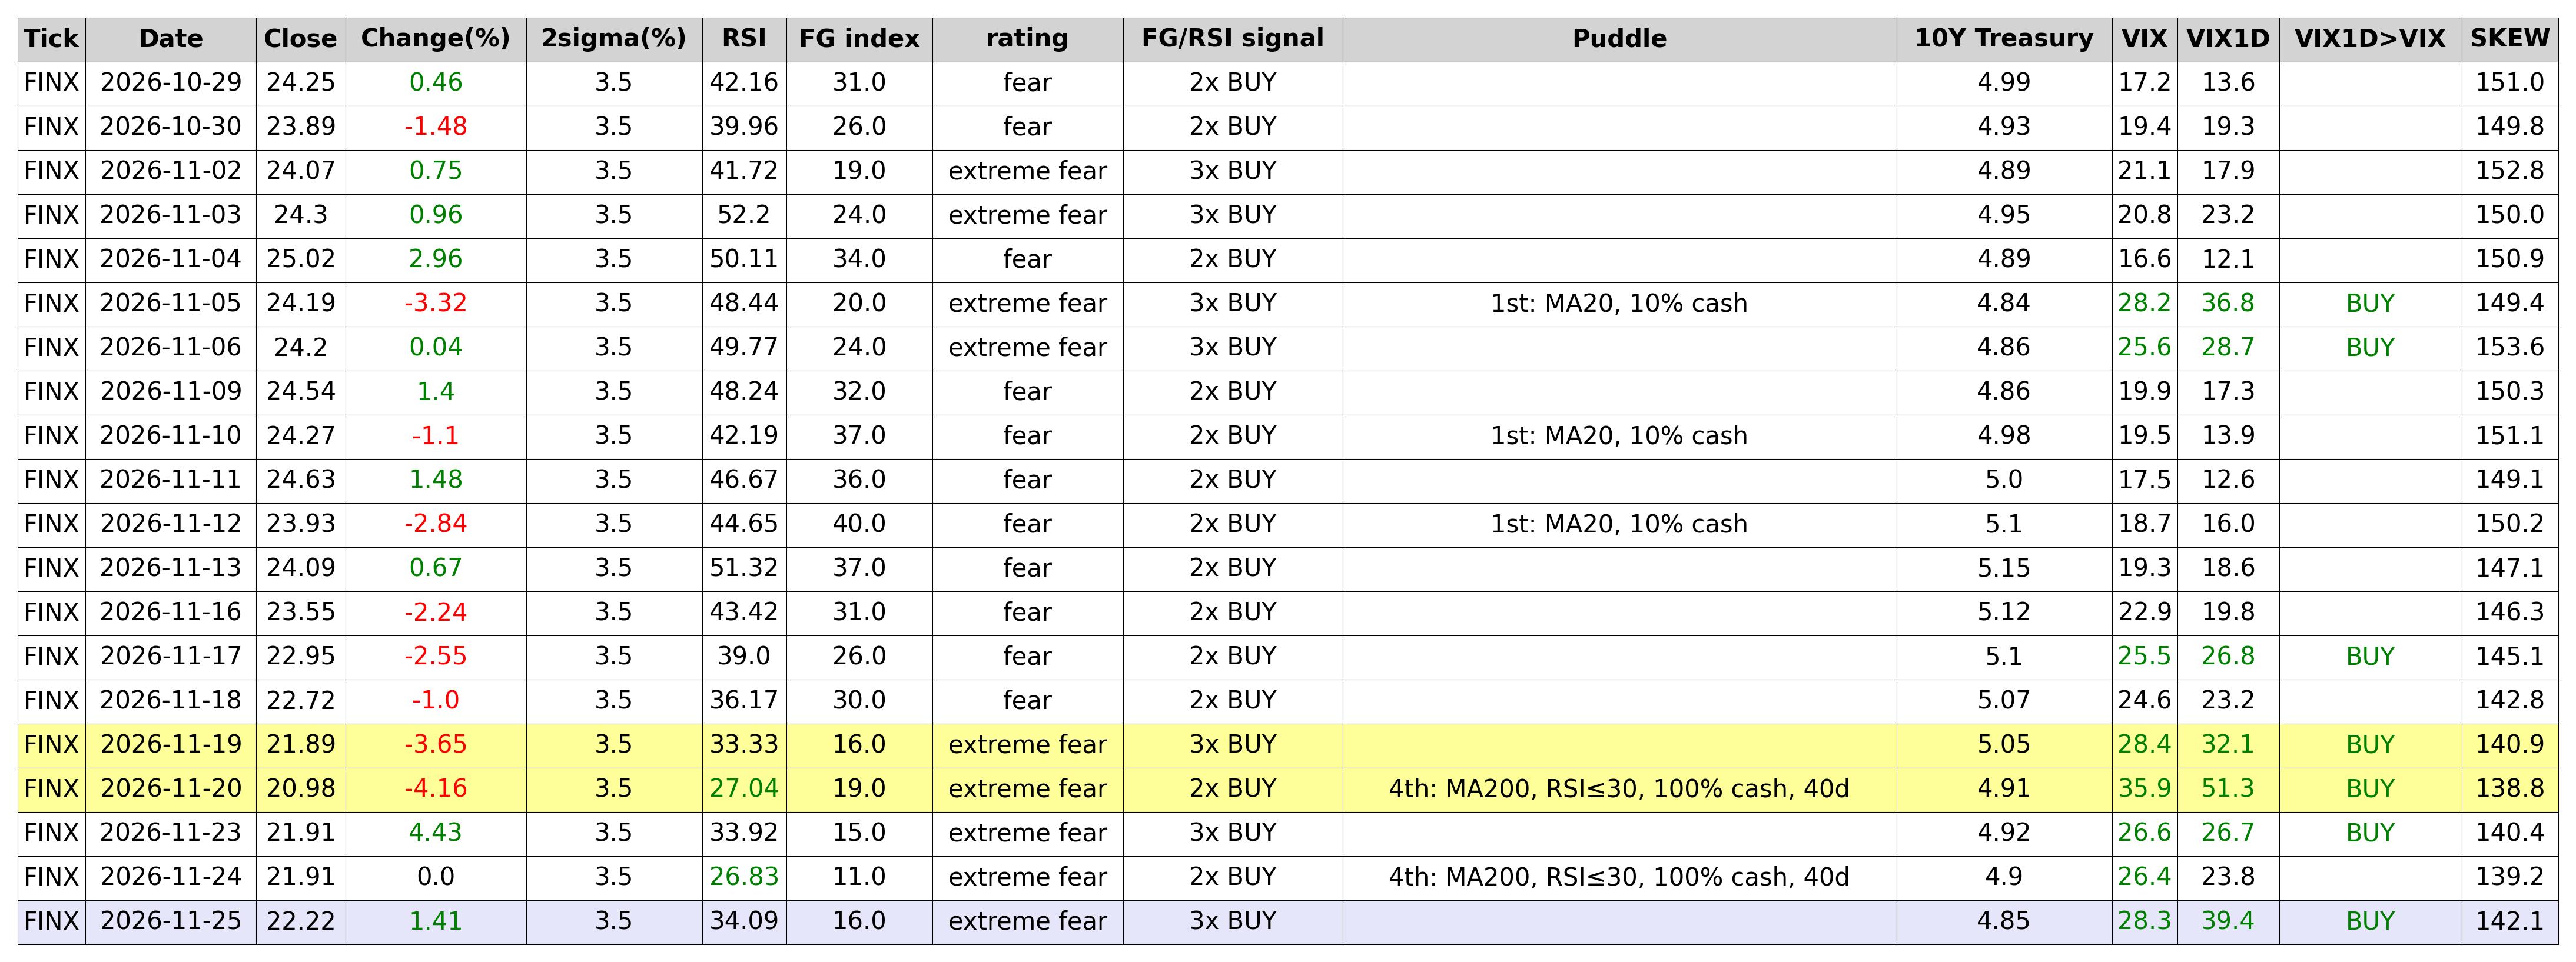 Tick Date Close Change(%) 2sigma(%) RSI FG index rating FG/RSI signal Puddle 10Y Treasury VIX VIX1D VIX1D>VIX SKEW
FINX 2026-10-29 24.25 0.46 3.5 42.16 31.0 fear 2x BUY 4.99 17.2 13.6 151.0
FINX 2026-10-30 23.89 -1.48 3.5 39.96 26.0 fear 2x BUY 4.93 19.4 19.3 149.8
FINX 2026-11-02 24.07 0.75 3.5 41.72 19.0 extreme fear 3x BUY 4.89 21.1 17.9 152.8
FINX 2026-11-03 24.3 0.96 3.5 52.2 24.0 extreme fear 3x BUY 4.95 20.8 23.2 150.0
FINX 2026-11-04 25.02 2.96 3.5 50.11 34.0 fear 2x BUY 4.89 16.6 12.1 150.9
FINX 2026-11-05 24.19 -3.32 3.5 48.44 20.0 extreme fear 3x BUY 1st: MA20, 10% cash 4.84 28.2 36.8 BUY 149.4
FINX 2026-11-06 24.2 0.04 3.5 49.77 24.0 extreme fear 3x BUY 4.86 25.6 28.7 BUY 153.6
FINX 2026-11-09 24.54 1.4 3.5 48.24 32.0 fear 2x BUY 4.86 19.9 17.3 150.3
FINX 2026-11-10 24.27 -1.1 3.5 42.19 37.0 fear 2x BUY 1st: MA20, 10% cash 4.98 19.5 13.9 151.1
FINX 2026-11-11 24.63 1.48 3.5 46.67 36.0 fear 2x BUY 5.0 17.5 12.6 149.1
FINX 2026-11-12 23.93 -2.84 3.5 44.65 40.0 fear 2x BUY 1st: MA20, 10% cash 5.1 18.7 16.0 150.2
FINX 2026-11-13 24.09 0.67 3.5 51.32 37.0 fear 2x BUY 5.15 19.3 18.6 147.1
FINX 2026-11-16 23.55 -2.24 3.5 43.42 31.0 fear 2x BUY 5.12 22.9 19.8 146.3
FINX 2026-11-17 22.95 -2.55 3.5 39.0 26.0 fear 2x BUY 5.1 25.5 26.8 BUY 145.1
FINX 2026-11-18 22.72 -1.0 3.5 36.17 30.0 fear 2x BUY 5.07 24.6 23.2 142.8
FINX 2026-11-19 21.89 -3.65 3.5 33.33 16.0 extreme fear 3x BUY 5.05 28.4 32.1 BUY 140.9
FINX 2026-11-20 20.98 -4.16 3.5 27.04 19.0 extreme fear 2x BUY 4th: MA200, RSI≤30, 100% cash, 40d 4.91 35.9 51.3 BUY 138.8
FINX 2026-11-23 21.91 4.43 3.5 33.92 15.0 extreme fear 3x BUY 4.92 26.6 26.7 BUY 140.4
FINX 2026-11-24 21.91 0.0 3.5 26.83 11.0 extreme fear 2x BUY 4th: MA200, RSI≤30, 100% cash, 40d 4.9 26.4 23.8 139.2
FINX 2026-11-25 22.22 1.41 3.5 34.09 16.0 extreme fear 3x BUY 4.85 28.3 39.4 BUY 142.1